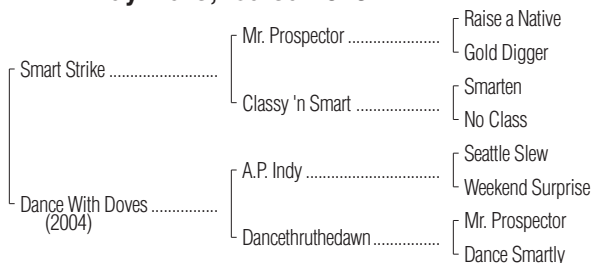 Raise a Native
Mr. Prospector ......................
Gold Digger
Smart Strike ..........................
Smarten
Classy 'n Smart ....................
No Class
Seattle Slew
A.P. Indy ................................
Weekend Surprise
Dance With Doves ................
(2004)
Mr. Prospector
Dancethruthedawn................
Dance Smartly